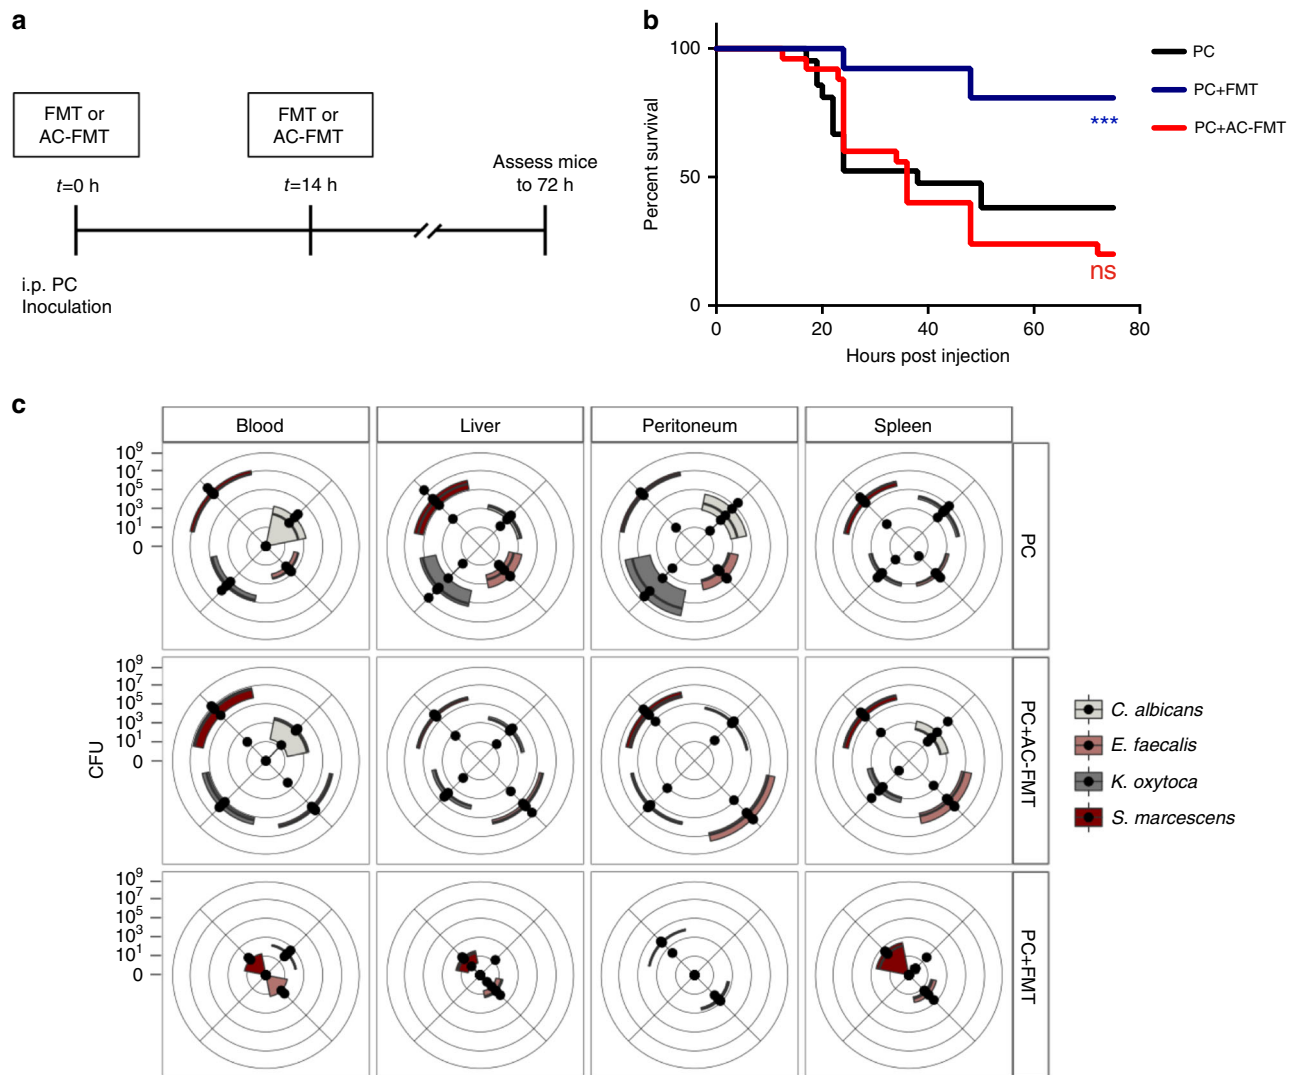 a
FMT or
AC-FMT
FMT or
AC-FMT
t=0 h
t=14 h
Assess mice
to 72 h
i.p. PC
Inoculation
b
Percent survival
100
50
0
0 20 40 60 80
Hours post injection
***
ns
PC
PC+FMT
PC+AC-FMT
c
Blood Liver Peritoneum Spleen
CFU
10⁹
10⁷
10⁵
10³
10¹
0
PC
10⁹
10⁷
10⁵
10³
10¹
0
PC+AC-FMT
10⁹
10⁷
10⁵
10³
10¹
0
PC+FMT
C. albicans
E. faecalis
K. oxytoca
S. marcescens